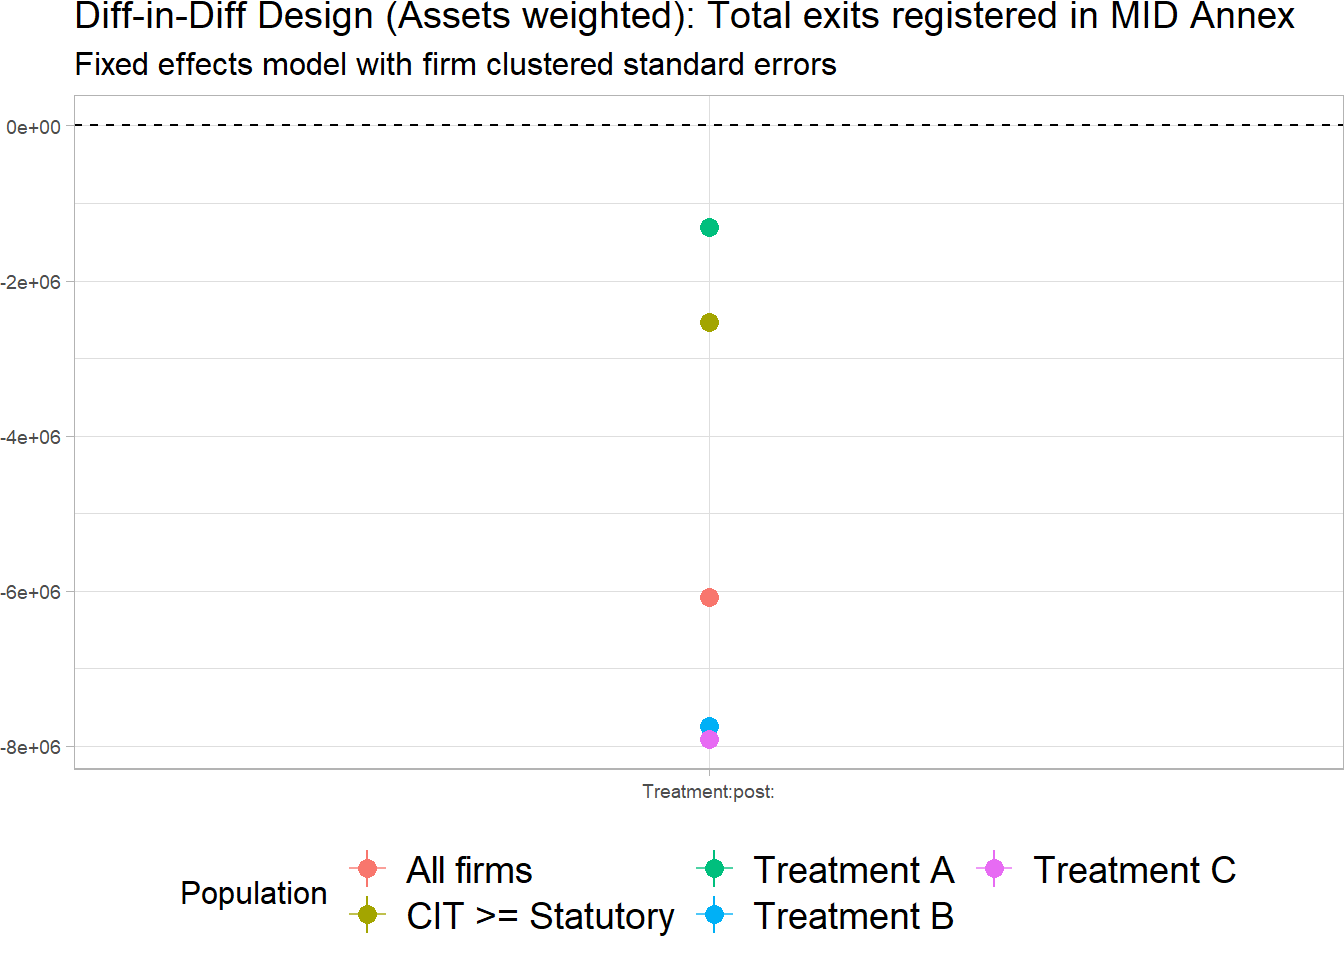 Diff-in-Diff Design (Assets weighted): Total exits registered in MID Annex
Fixed effects model with firm clustered standard errors
0e+00
-2e+06
-4e+06
-6e+06
-8e+06
Treatment:post:
Population
All firms
CIT >= Statutory
Treatment A
Treatment B
Treatment C